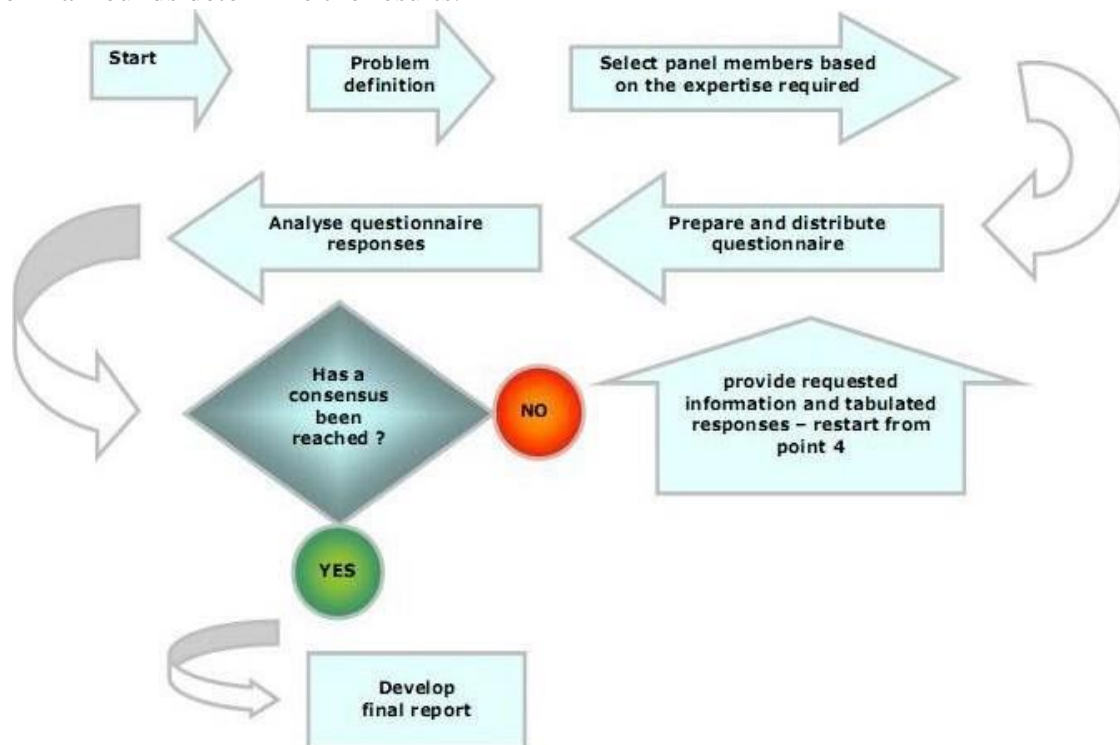 Start
Problem
definition
Select panel members based
on the expertise required
Prepare and distribute
questionnaire
Analyse questionnaire
responses
Has a
consensus
been
reached ?
NO
provide requested
information and tabulated
responses – restart from
point 4
YES
Develop
final report